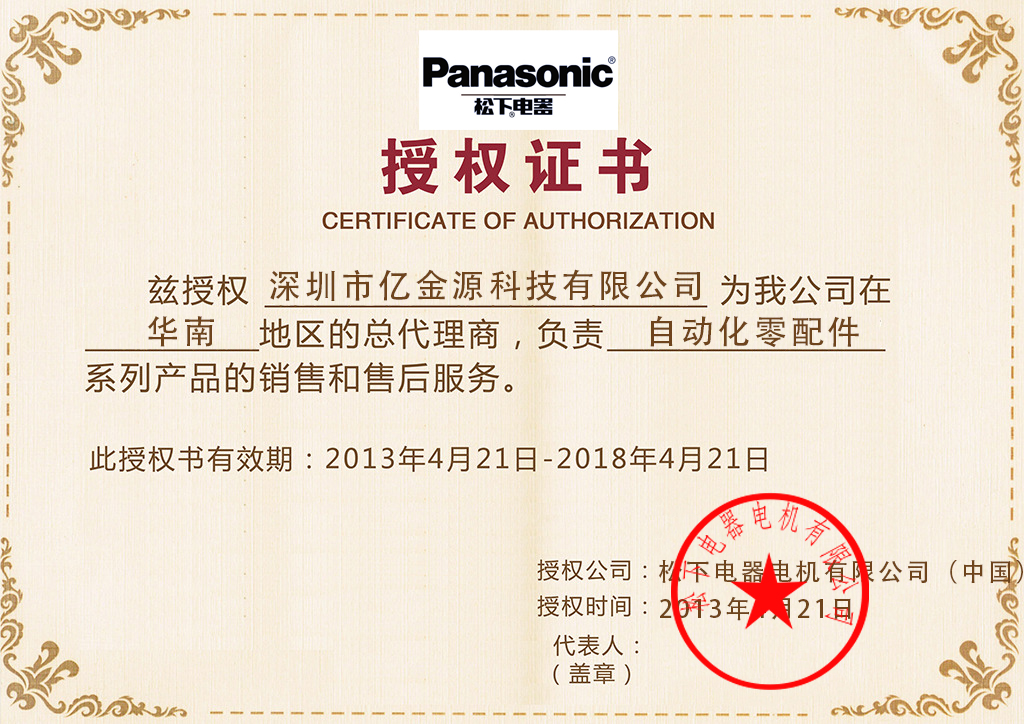 Panasonic®
松下®电器
授权证书
CERTIFICATE OF AUTHORIZATION
兹授权 深圳市亿金源科技有限公司 为我公司在
华南 地区的总代理商，负责 自动化零配件
系列产品的销售和售后服务。
此授权书有效期：2013年4月21日-2018年4月21日
松下电器电机有限公司
授权公司：松下电器电机有限公司（中国）
授权时间：2013年4月21日
代表人：
（盖章）